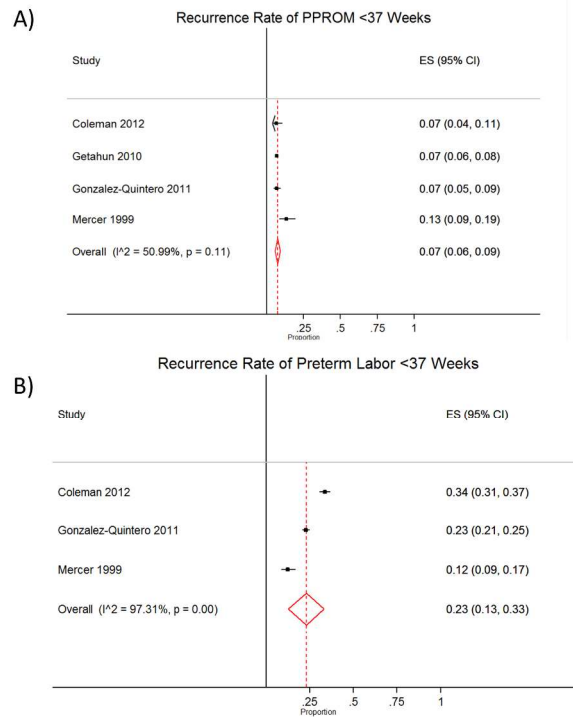 A)
Recurrence Rate of PPROM <37 Weeks
Study ES (95% CI)
Coleman 2012 0.07 (0.04, 0.11)
Getahun 2010 0.07 (0.06, 0.08)
Gonzalez-Quintero 2011 0.07 (0.05, 0.09)
Mercer 1999 0.13 (0.09, 0.19)
Overall (I^2 = 50.99%, p = 0.11) 0.07 (0.06, 0.09)
.25 .5 .75 1
Proportion
Recurrence Rate of Preterm Labor <37 Weeks
B)
Study ES (95% CI)
Coleman 2012 0.34 (0.31, 0.37)
Gonzalez-Quintero 2011 0.23 (0.21, 0.25)
Mercer 1999 0.12 (0.09, 0.17)
Overall (I^2 = 97.31%, p = 0.00) 0.23 (0.13, 0.33)
.25 .5 .75 1
Proportion